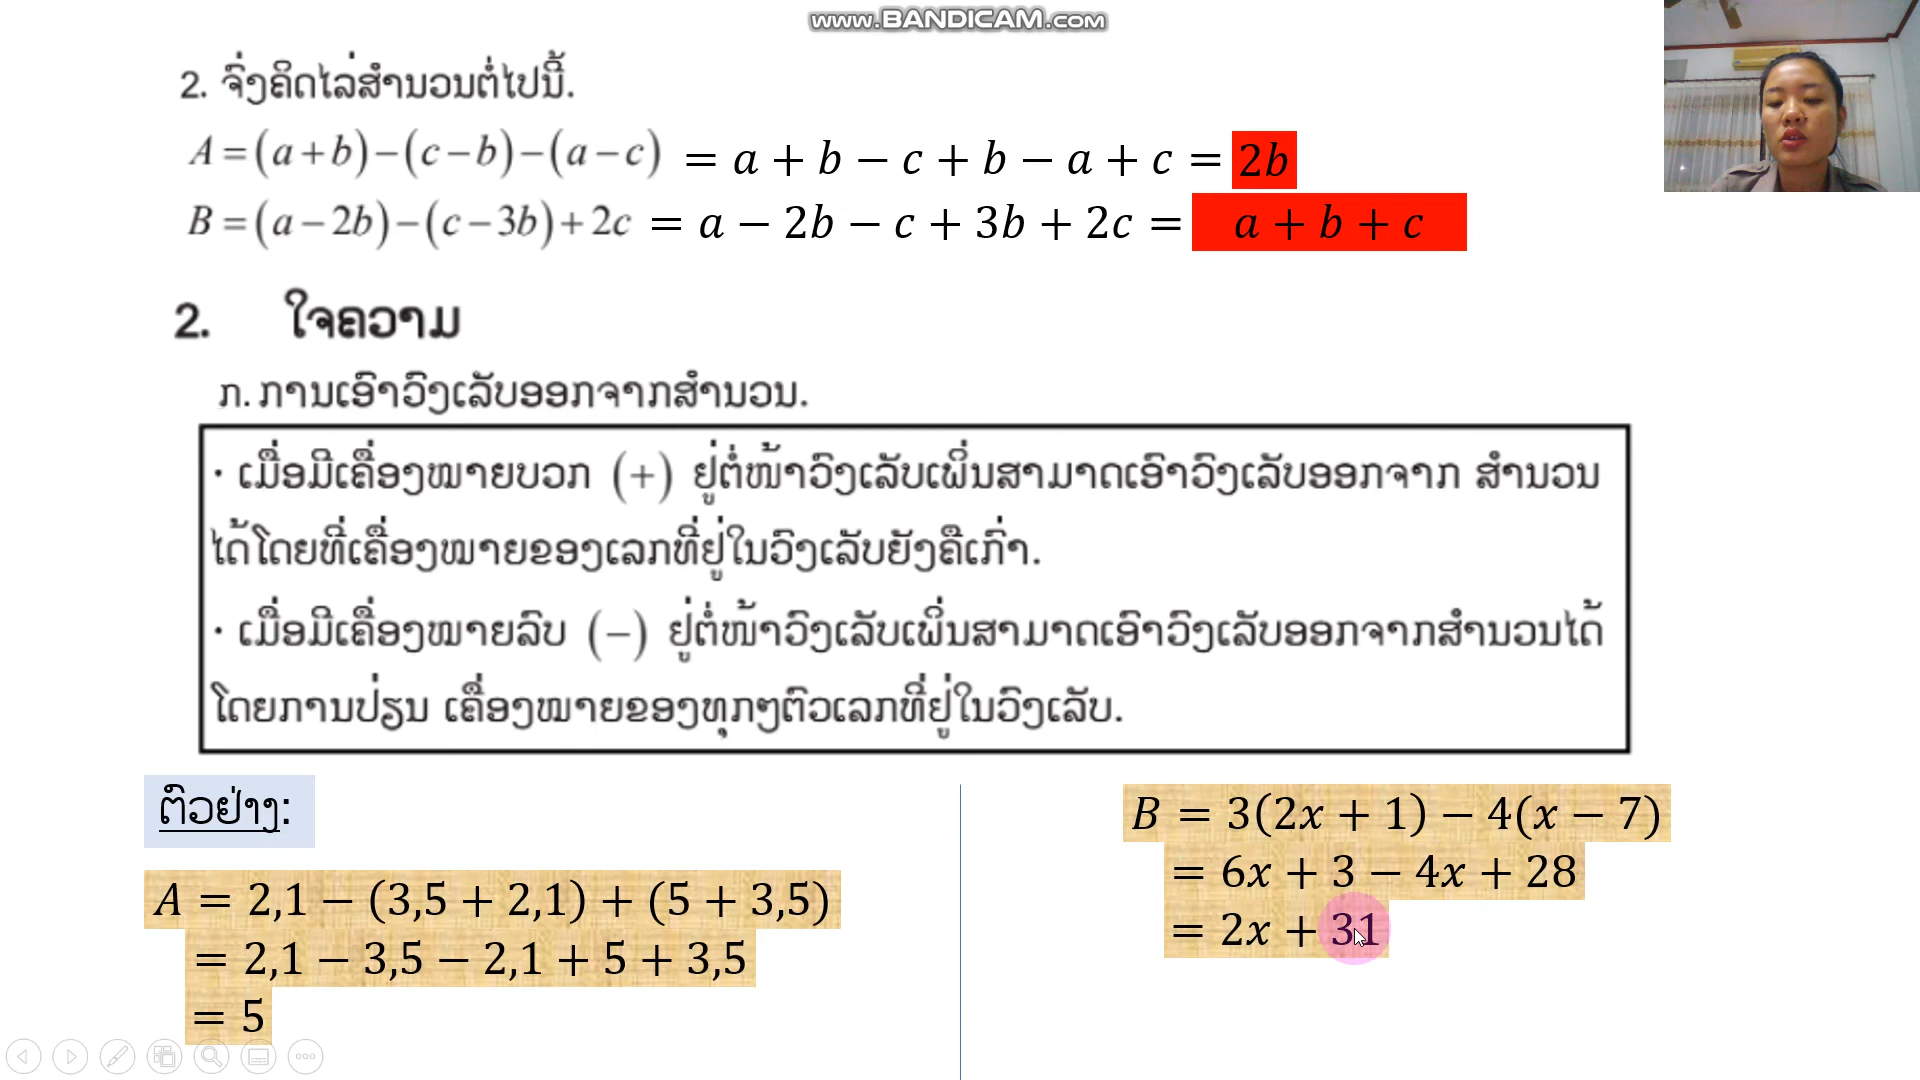 www.BANDICAM.com
2. ຈົ່ງຄິດໄລ່ສຳນວນຕໍ່ໄປນີ້.
A = (a + b) − (c − b) − (a − c) = a + b − c + b − a + c = 2b
B = (a − 2b) − (c − 3b) + 2c = a − 2b − c + 3b + 2c = a + b + c
2. ໃຈຄວາມ
ກ. ການເອົາວົງເລັບອອກຈາກສຳນວນ.
· ເມື່ອມີເຄື່ອງໝາຍບວກ (+) ຢູ່ຕໍ່ໜ້າວົງເລັບເພິ່ນສາມາດເອົາວົງເລັບອອກຈາກ ສຳນວນ
ໄດ້ໂດຍທີ່ເຄື່ອງໝາຍຂອງເລກທີ່ຢູ່ໃນວົງເລັບຍັງຄືເກົ່າ.
· ເມື່ອມີເຄື່ອງໝາຍລົບ (−) ຢູ່ຕໍ່ໜ້າວົງເລັບເພິ່ນສາມາດເອົາວົງເລັບອອກຈາກສຳນວນໄດ້
ໂດຍການປ່ຽນ ເຄື່ອງໝາຍຂອງທຸກໆຕົວເລກທີ່ຢູ່ໃນວົງເລັບ.
ຕົວຢ່າງ:
A = 2,1 − (3,5 + 2,1) + (5 + 3,5)
= 2,1 − 3,5 − 2,1 + 5 + 3,5
= 5
B = 3(2x + 1) − 4(x − 7)
= 6x + 3 − 4x + 28
= 2x + 31